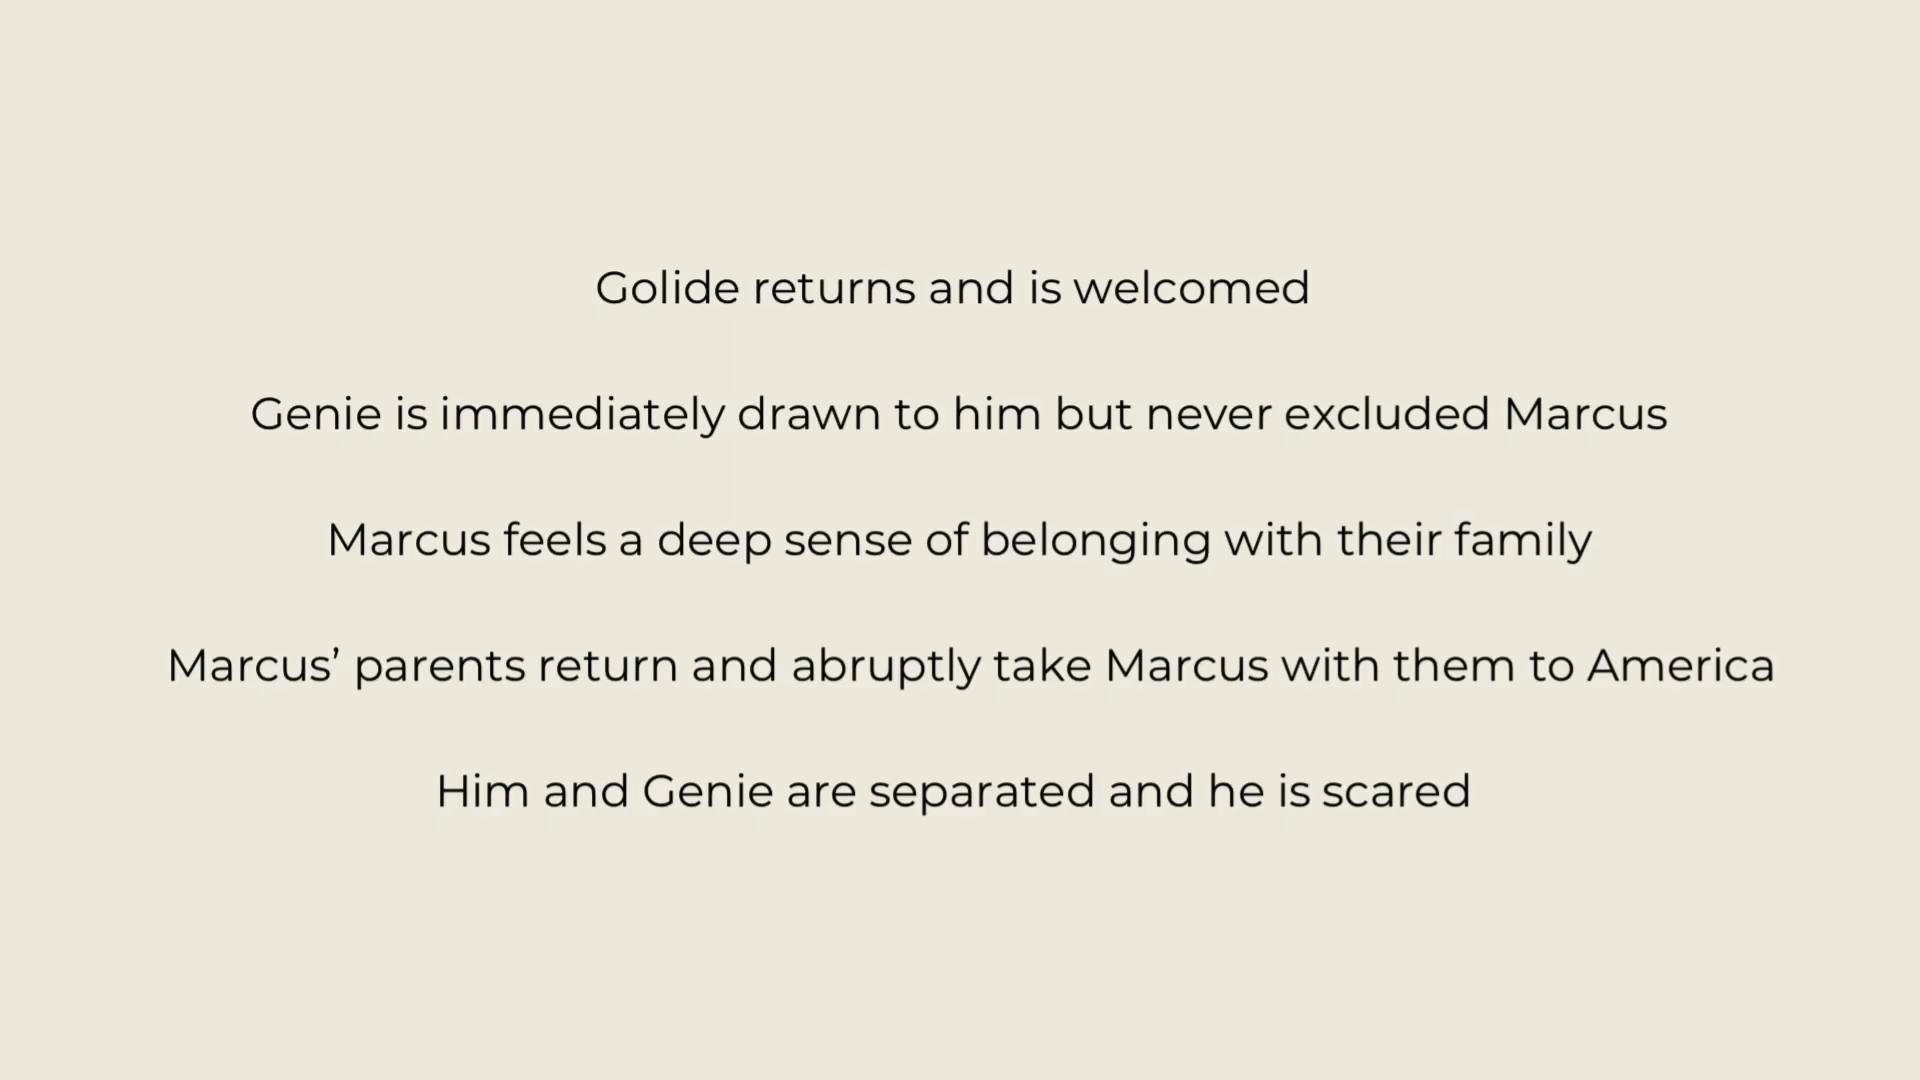 Golide returns and is welcomed
Genie is immediately drawn to him but never excluded Marcus
Marcus feels a deep sense of belonging with their family
Marcus’ parents return and abruptly take Marcus with them to America
Him and Genie are separated and he is scared